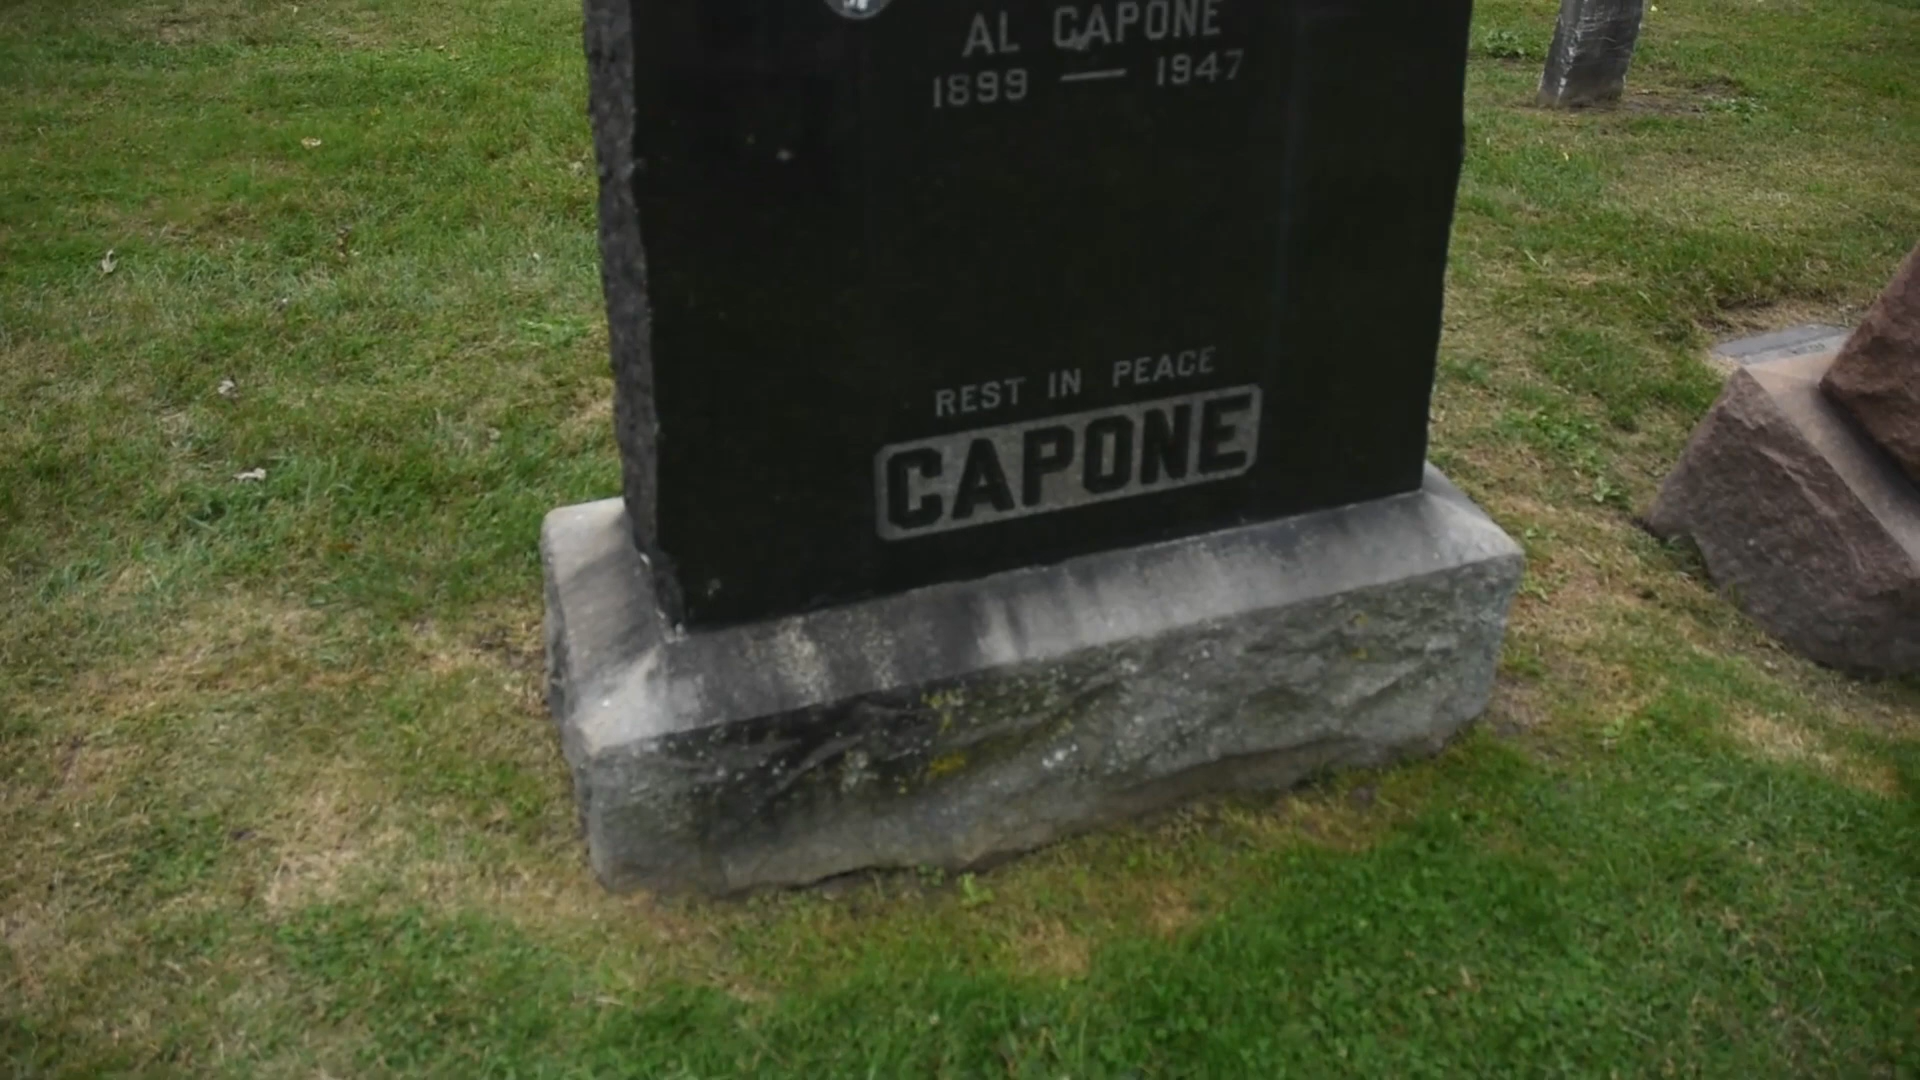 AL CAPONE
1899 — 1947
REST IN PEACE
CAPONE